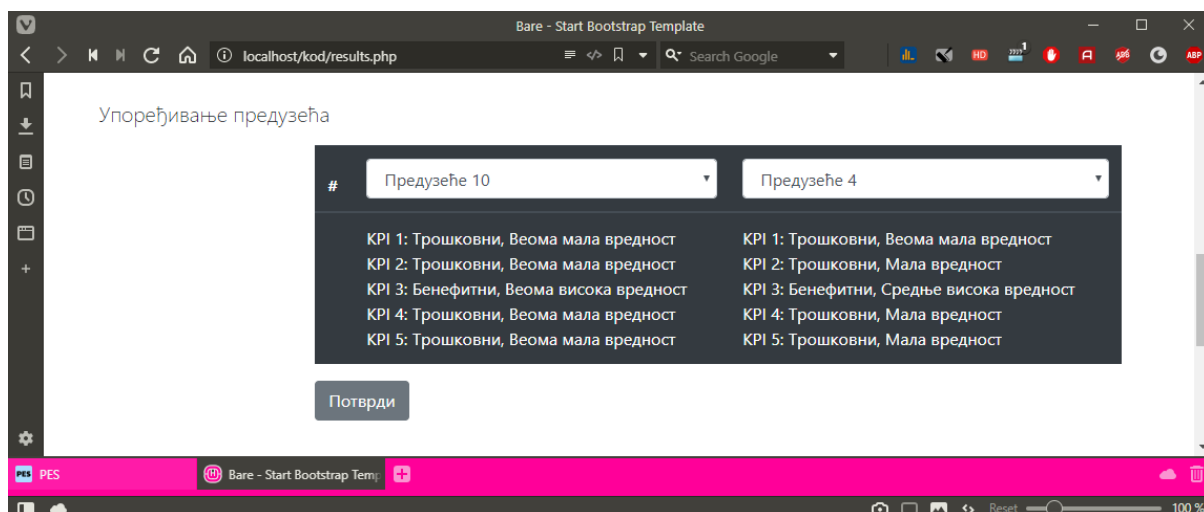 Bare - Start Bootstrap Template
localhost/kod/results.php
Search Google
HD
1
ABP
Упоређивање предузећа
#
Предузеће 10
Предузеће 4
KPI 1: Трошковни, Веома мала вредност
KPI 1: Трошковни, Веома мала вредност
KPI 2: Трошковни, Веома мала вредност
KPI 2: Трошковни, Мала вредност
KPI 3: Бенефитни, Веома висока вредност
KPI 3: Бенефитни, Средње висока вредност
KPI 4: Трошковни, Веома мала вредност
KPI 4: Трошковни, Мала вредност
KPI 5: Трошковни, Веома мала вредност
KPI 5: Трошковни, Мала вредност
Потврди
PES PES
Bare - Start Bootstrap Temp
Reset
100 %